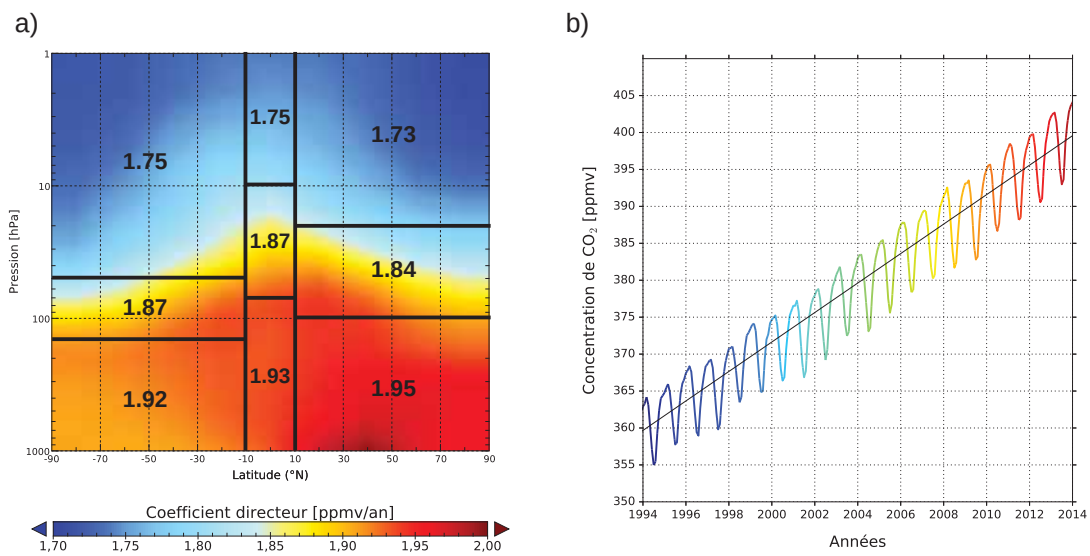 a)
1
10
100
1000
Pression [hPa]
1.75
1.75
1.73
1.87
1.84
1.87
1.92
1.93
1.95
-90 -70 -50 -30 -10 10 30 50 70 90
Latitude (°N)
Coefficient directeur [ppmv/an]
1,70 1,75 1,80 1,85 1,90 1,95 2,00
b)
405
400
395
390
385
380
375
370
365
360
355
350
Concentration de CO₂ [ppmv]
1994 1996 1998 2000 2002 2004 2006 2008 2010 2012 2014
Années